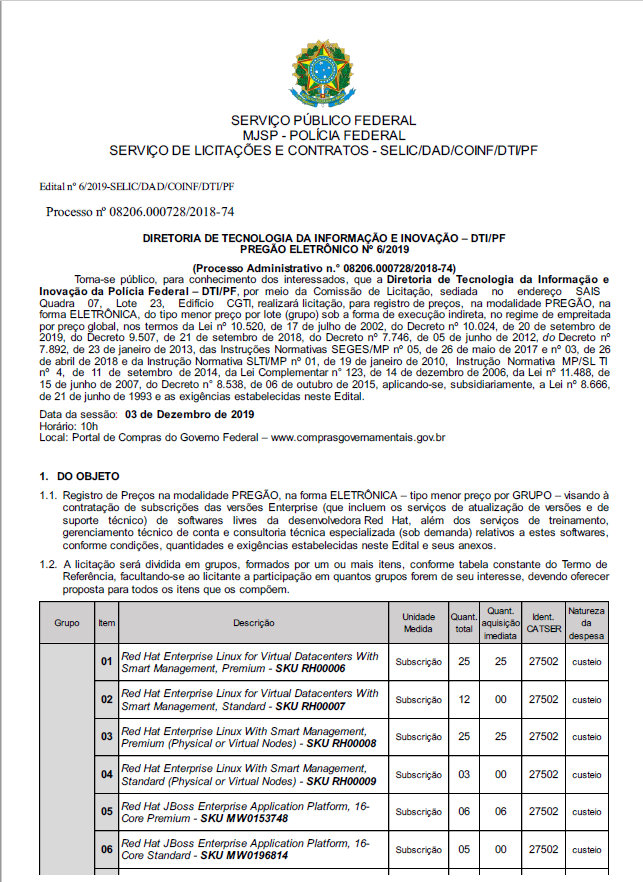 SERVIÇO PÚBLICO FEDERAL
MJSP - POLÍCIA FEDERAL
SERVIÇO DE LICITAÇÕES E CONTRATOS - SELIC/DAD/COINF/DTI/PF
Edital nº 6/2019-SELIC/DAD/COINF/DTI/PF
Processo nº 08206.000728/2018-74
DIRETORIA DE TECNOLOGIA DA INFORMAÇÃO E INOVAÇÃO – DTI/PF
PREGÃO ELETRÔNICO Nº 6/2019
(Processo Administrativo n.° 08206.000728/2018-74)
Torna-se público, para conhecimento dos interessados, que a Diretoria de Tecnologia da Informação e
Inovação da Polícia Federal – DTI/PF, por meio da Comissão de Licitação, sediada no endereço SAIS
Quadra 07, Lote 23, Edifício CGTI, realizará licitação, para registro de preços, na modalidade PREGÃO, na
forma ELETRÔNICA, do tipo menor preço por lote (grupo) sob a forma de execução indireta, no regime de empreitada
por preço global, nos termos da Lei nº 10.520, de 17 de julho de 2002, do Decreto nº 10.024, de 20 de setembro de
2019, do Decreto 9.507, de 21 de setembro de 2018, do Decreto nº 7.746, de 05 de junho de 2012, do Decreto nº
7.892, de 23 de janeiro de 2013, das Instruções Normativas SEGES/MP nº 05, de 26 de maio de 2017 e nº 03, de 26
de abril de 2018 e da Instrução Normativa SLTI/MP nº 01, de 19 de janeiro de 2010, Instrução Normativa MP/SL TI
nº 4, de 11 de setembro de 2014, da Lei Complementar n° 123, de 14 de dezembro de 2006, da Lei nº 11.488, de
15 de junho de 2007, do Decreto n° 8.538, de 06 de outubro de 2015, aplicando-se, subsidiariamente, a Lei nº 8.666,
de 21 de junho de 1993 e as exigências estabelecidas neste Edital.
Data da sessão: 03 de Dezembro de 2019
Horário: 10h
Local: Portal de Compras do Governo Federal – www.comprasgovernamentais.gov.br
1. DO OBJETO
1.1. Registro de Preços na modalidade PREGÃO, na forma ELETRÔNICA – tipo menor preço por GRUPO – visando à
contratação de subscrições das versões Enterprise (que incluem os serviços de atualização de versões e de
suporte técnico) de softwares livres da desenvolvedora Red Hat, além dos serviços de treinamento,
gerenciamento técnico de conta e consultoria técnica especializada (sob demanda) relativos a estes softwares,
conforme condições, quantidades e exigências estabelecidas neste Edital e seus anexos.
1.2. A licitação será dividida em grupos, formados por um ou mais itens, conforme tabela constante do Termo de
Referência, facultando-se ao licitante a participação em quantos grupos forem de seu interesse, devendo oferecer
proposta para todos os itens que os compõem.
Grupo Item Descrição Unidade Medida Quant. total Quant. aquisição imediata Ident. CATSER Natureza da despesa
01 Red Hat Enterprise Linux for Virtual Datacenters With
Smart Management, Premium - SKU RH00006 Subscrição 25 25 27502 custeio
02 Red Hat Enterprise Linux for Virtual Datacenters With
Smart Management, Standard - SKU RH00007 Subscrição 12 00 27502 custeio
03 Red Hat Enterprise Linux With Smart Management,
Premium (Physical or Virtual Nodes) - SKU RH00008 Subscrição 25 25 27502 custeio
04 Red Hat Enterprise Linux With Smart Management,
Standard (Physical or Virtual Nodes) - SKU RH00009 Subscrição 03 00 27502 custeio
05 Red Hat JBoss Enterprise Application Platform, 16-
Core Premium - SKU MW0153748 Subscrição 06 06 27502 custeio
06 Red Hat JBoss Enterprise Application Platform, 16-
Core Standard - SKU MW0196814 Subscrição 05 00 27502 custeio